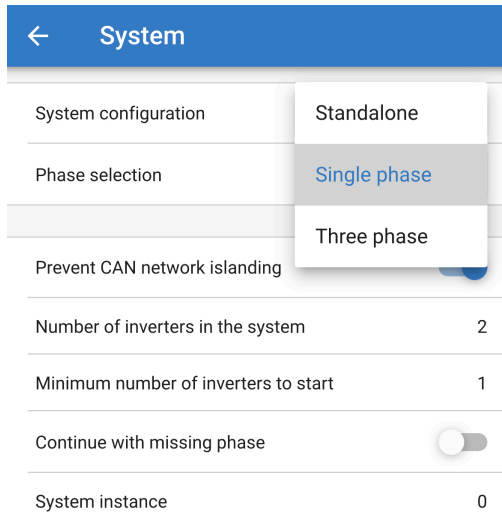 System
System configuration
Standalone
Phase selection
Single phase
Three phase
Prevent CAN network islanding
Number of inverters in the system 2
Minimum number of inverters to start 1
Continue with missing phase
System instance 0